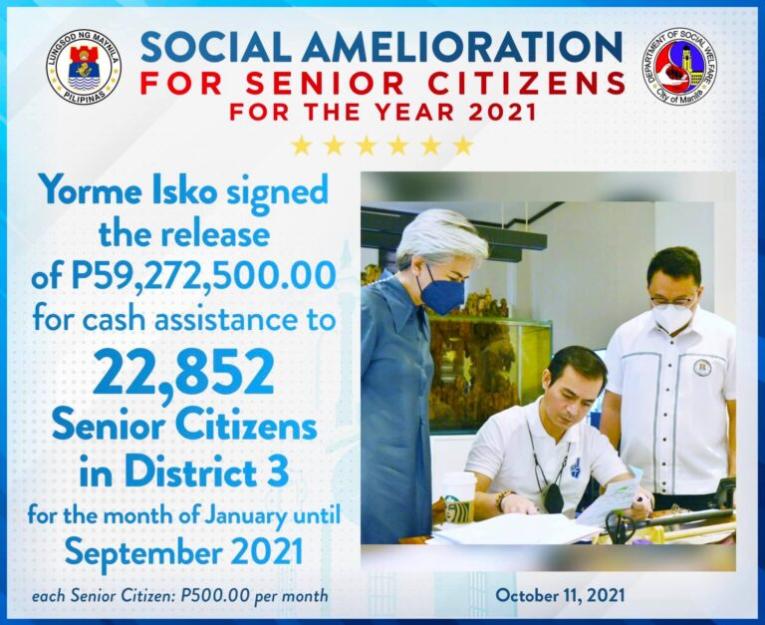 LUNGSOD NG MAYNILA
PILIPINAS
SOCIAL AMELIORATION
FOR SENIOR CITIZENS
FOR THE YEAR 2021
DEPARTMENT OF SOCIAL WELFARE
City of Manila
Yorme Isko signed
the release
of P59,272,500.00
for cash assistance to
22,852
Senior Citizens
in District 3
for the month of January until
September 2021
each Senior Citizen: P500.00 per month
October 11, 2021